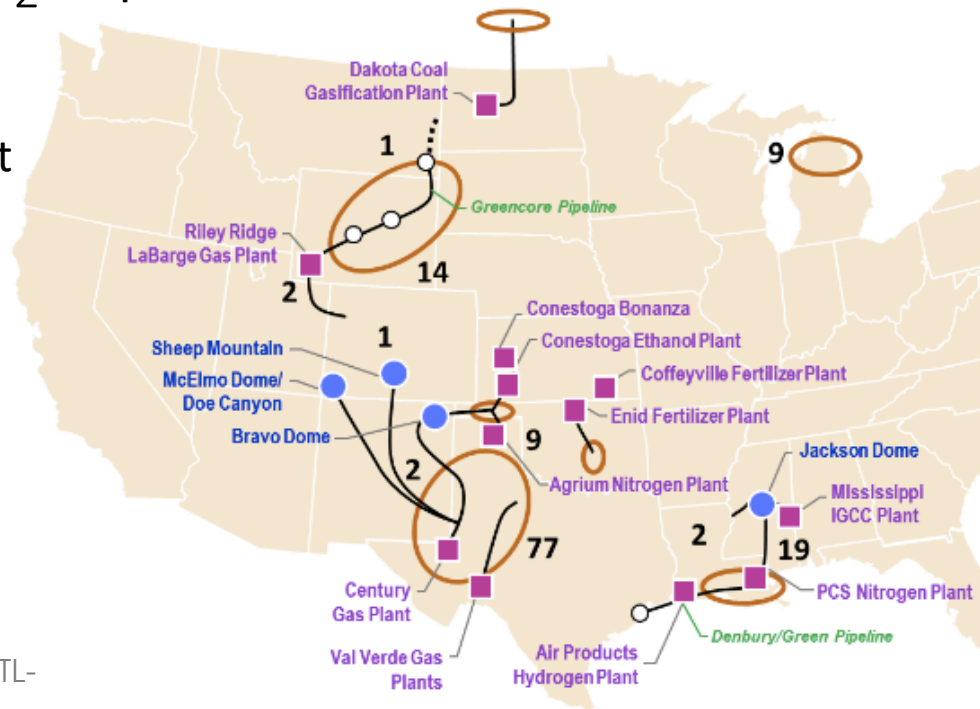 Dakota Coal
Gasification Plant
t
1
9
Greencore Pipeline
Riley Ridge
LaBarge Gas Plant
14
2
Conestoga Bonanza
1
Conestoga Ethanol Plant
Sheep Mountain
Coffeyville Fertilizer Plant
McElmo Dome/
Doe Canyon
Enid Fertilizer Plant
Bravo Dome
9
Jackson Dome
2
Agrium Nitrogen Plant
Mississippi
IGCC Plant
2
77
19
Century
Gas Plant
PCS Nitrogen Plant
Denbury/Green Pipeline
Val Verde Gas
Plants
Air Products
Hydrogen Plant
TL-